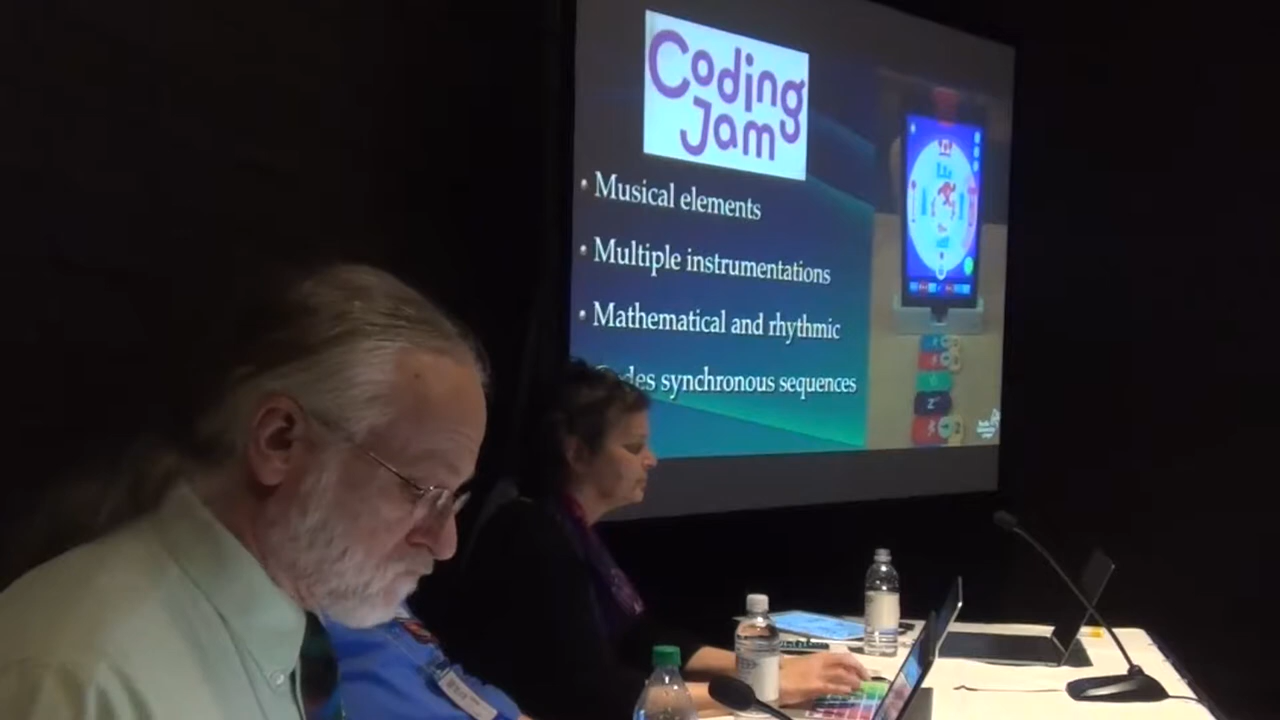 Coding
Jam
• Musical elements
• Multiple instrumentations
• Mathematical and rhythmic
synchronous sequences